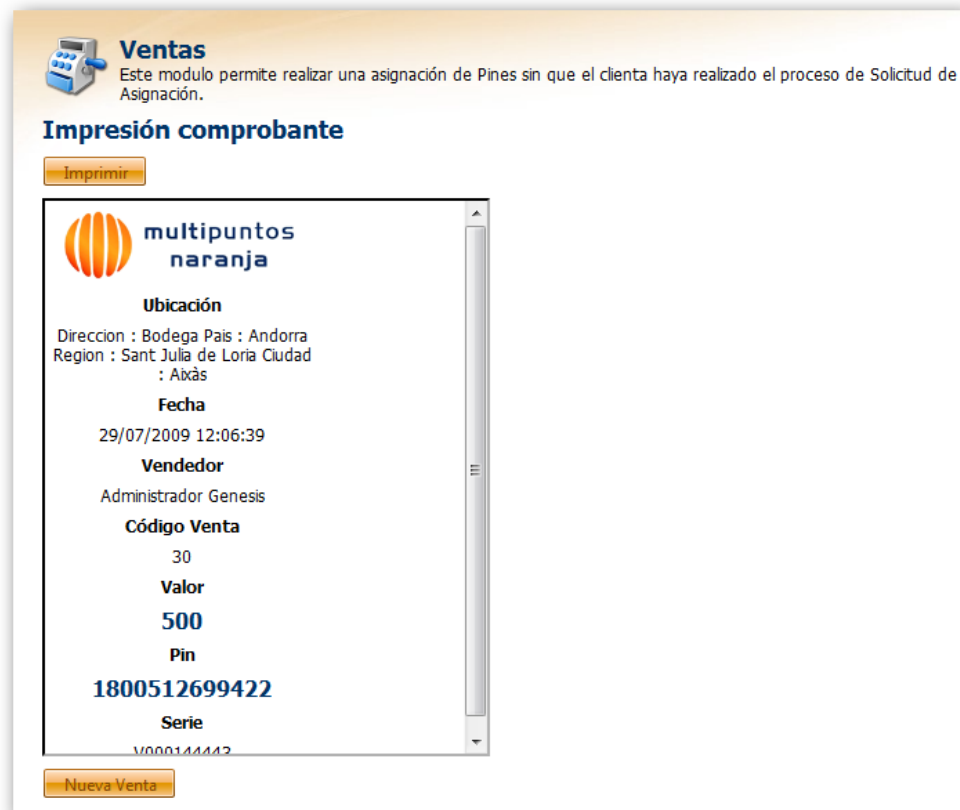 Ventas
Este modulo permite realizar una asignación de Pines sin que el clienta haya realizado el proceso de Solicitud de
Asignación.
Impresión comprobante
Imprimir
multipuntos
naranja
Ubicación
Direccion : Bodega Pais : Andorra
Region : Sant Julia de Loria Ciudad
: Aixàs
Fecha
29/07/2009 12:06:39
Vendedor
Administrador Genesis
Código Venta
30
Valor
500
Pin
1800512699422
Serie
V000144443
Nueva Venta